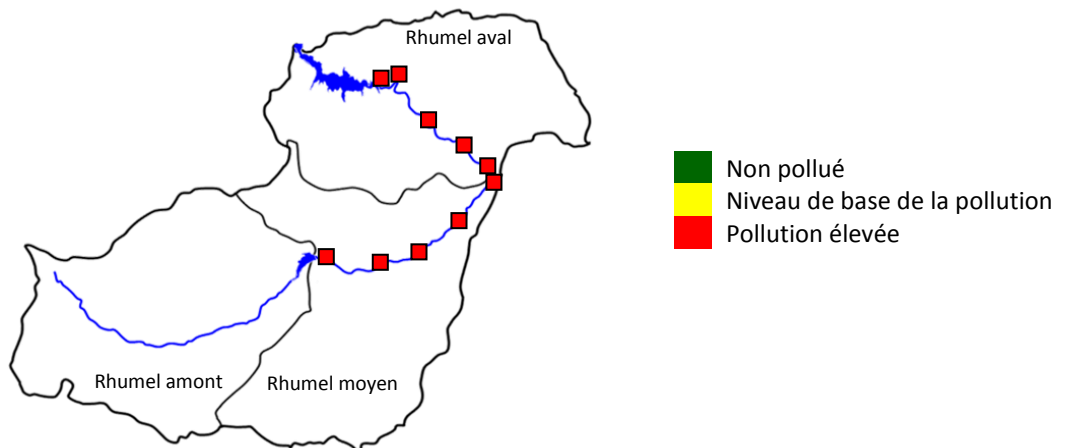 Rhumel aval
Non pollué
Niveau de base de la pollution
Pollution élevée
Rhumel amont
Rhumel moyen